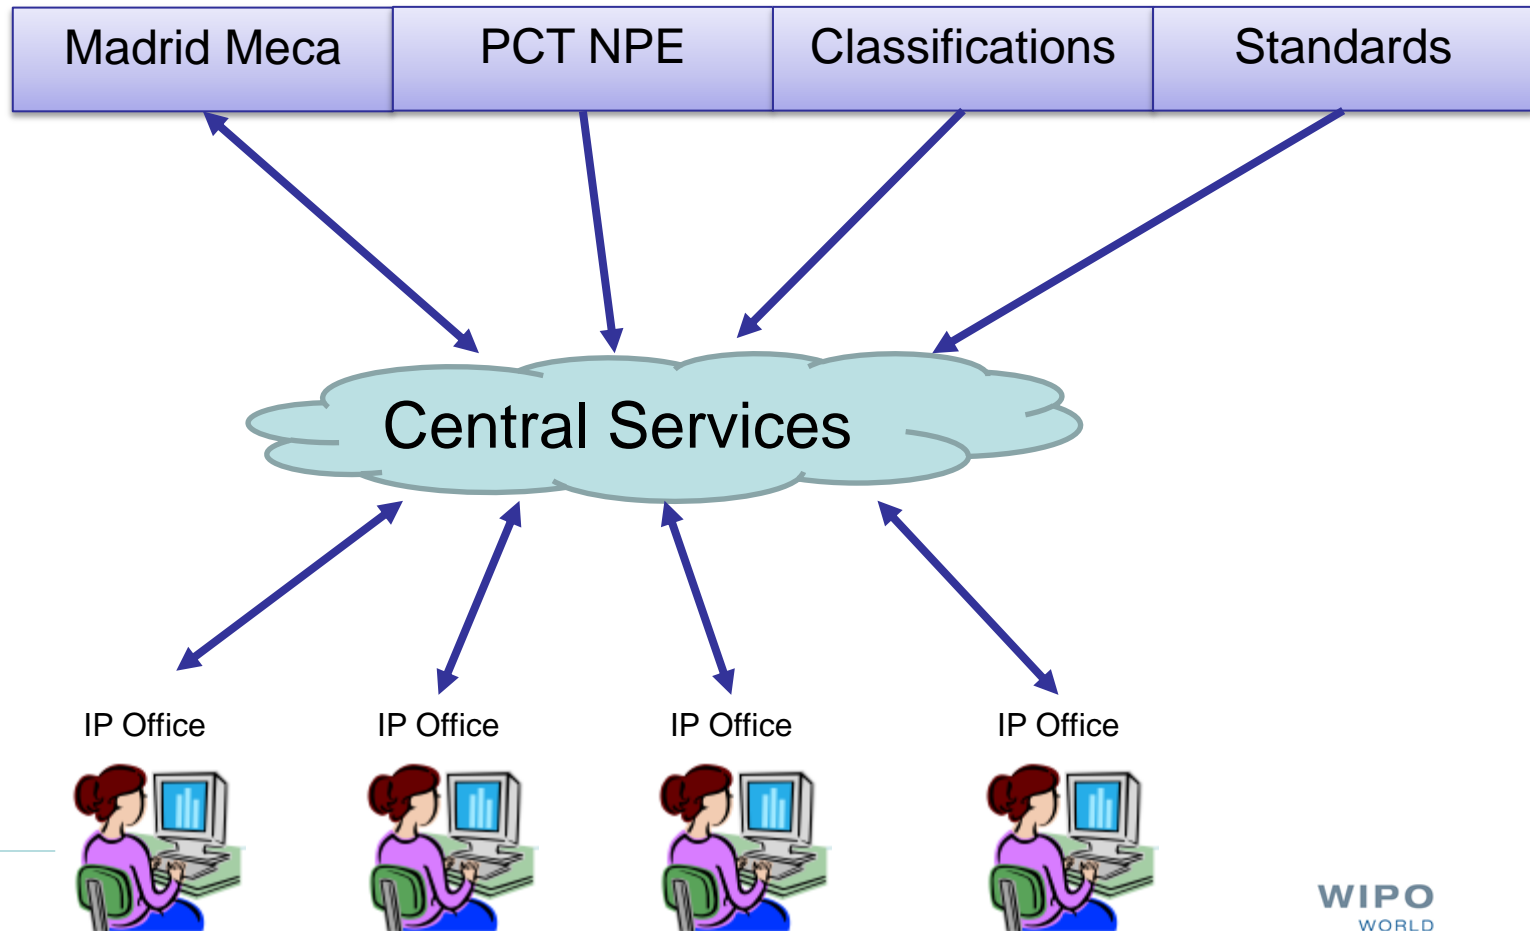 Madrid Meca
PCT NPE
Classifications
Standards
Central Services
IP Office
IP Office
IP Office
IP Office
WIPO
WORLD